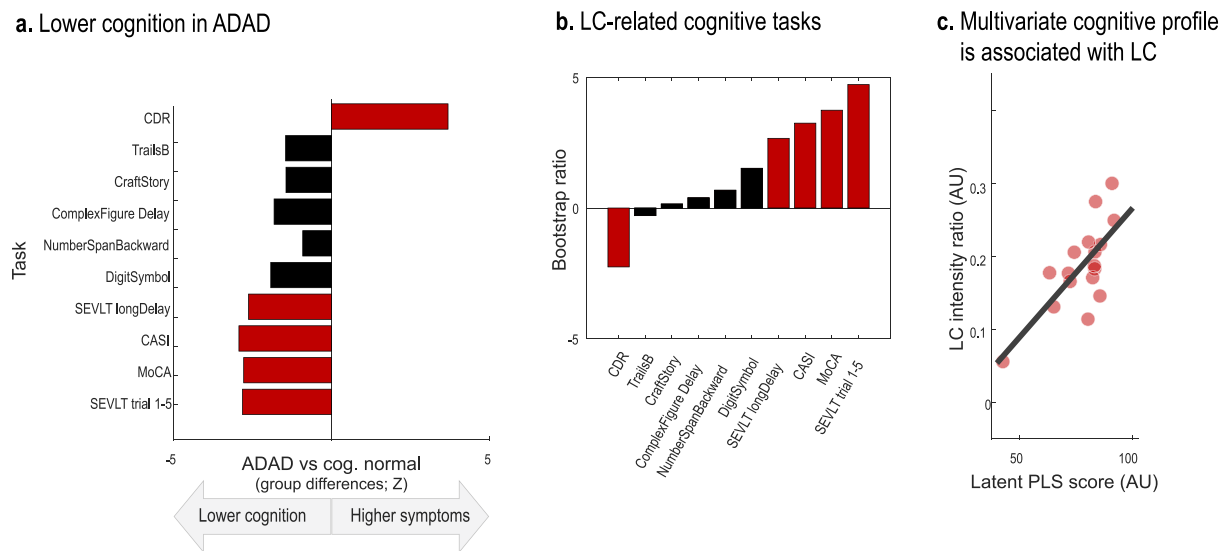 a. Lower cognition in ADAD
CDR
TrailsB
CraftStory
ComplexFigure Delay
NumberSpanBackward
DigitSymbol
SEVLT longDelay
CASI
MoCA
SEVLT trial 1-5
Task
-5
5
ADAD vs cog. normal
(group differences; Z)
Lower cognition
Higher symptoms
b. LC-related cognitive tasks
5
0
-5
Bootstrap ratio
CDR
TrailsB
CraftStory
ComplexFigure Delay
NumberSpanBackward
DigitSymbol
SEVLT longDelay
CASI
MoCA
SEVLT trial 1-5
c. Multivariate cognitive profile
is associated with LC
LC intensity ratio (AU)
0.3
0.2
0.1
0
50
100
Latent PLS score (AU)